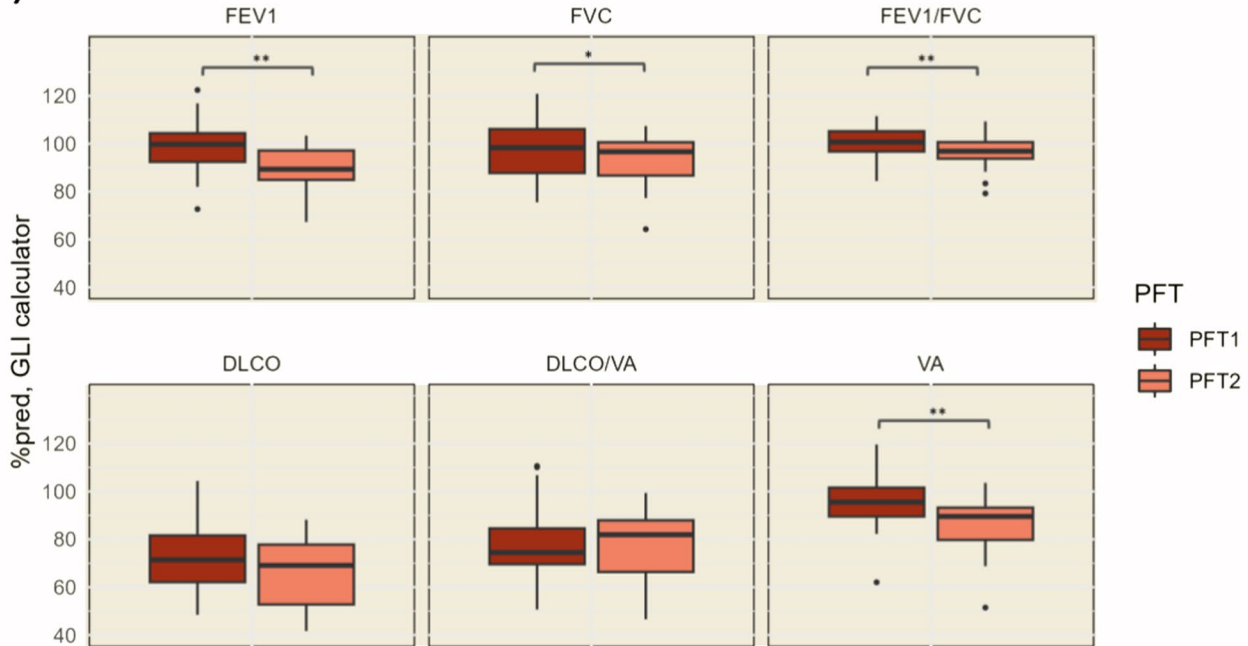 FEV1 FVC FEV1/FVC
** * **
120
100
80
60
40
%pred, GLI calculator
PFT
PFT1
PFT2
DLCO DLCO/VA VA
**
120
100
80
60
40